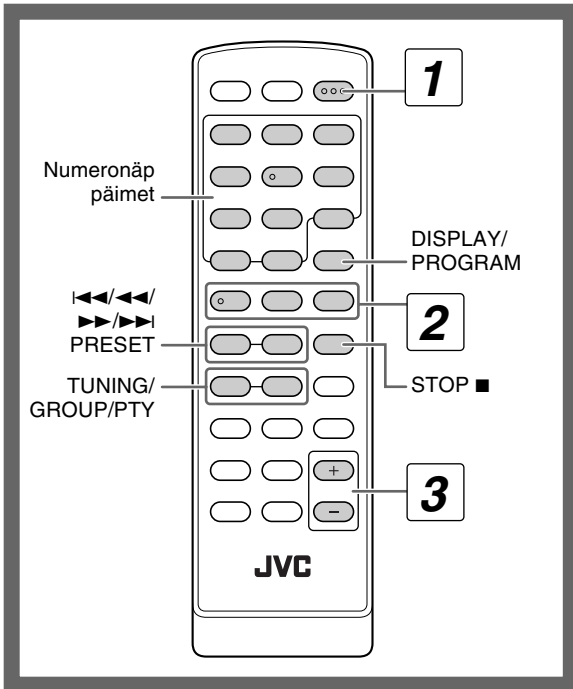 1
Numeronäp
päimet
DISPLAY/
PROGRAM
⏮◀◀/◀◀/
▶▶/▶▶⏭
PRESET
2
TUNING/
GROUP/PTY
STOP ■
+
–
3
JVC